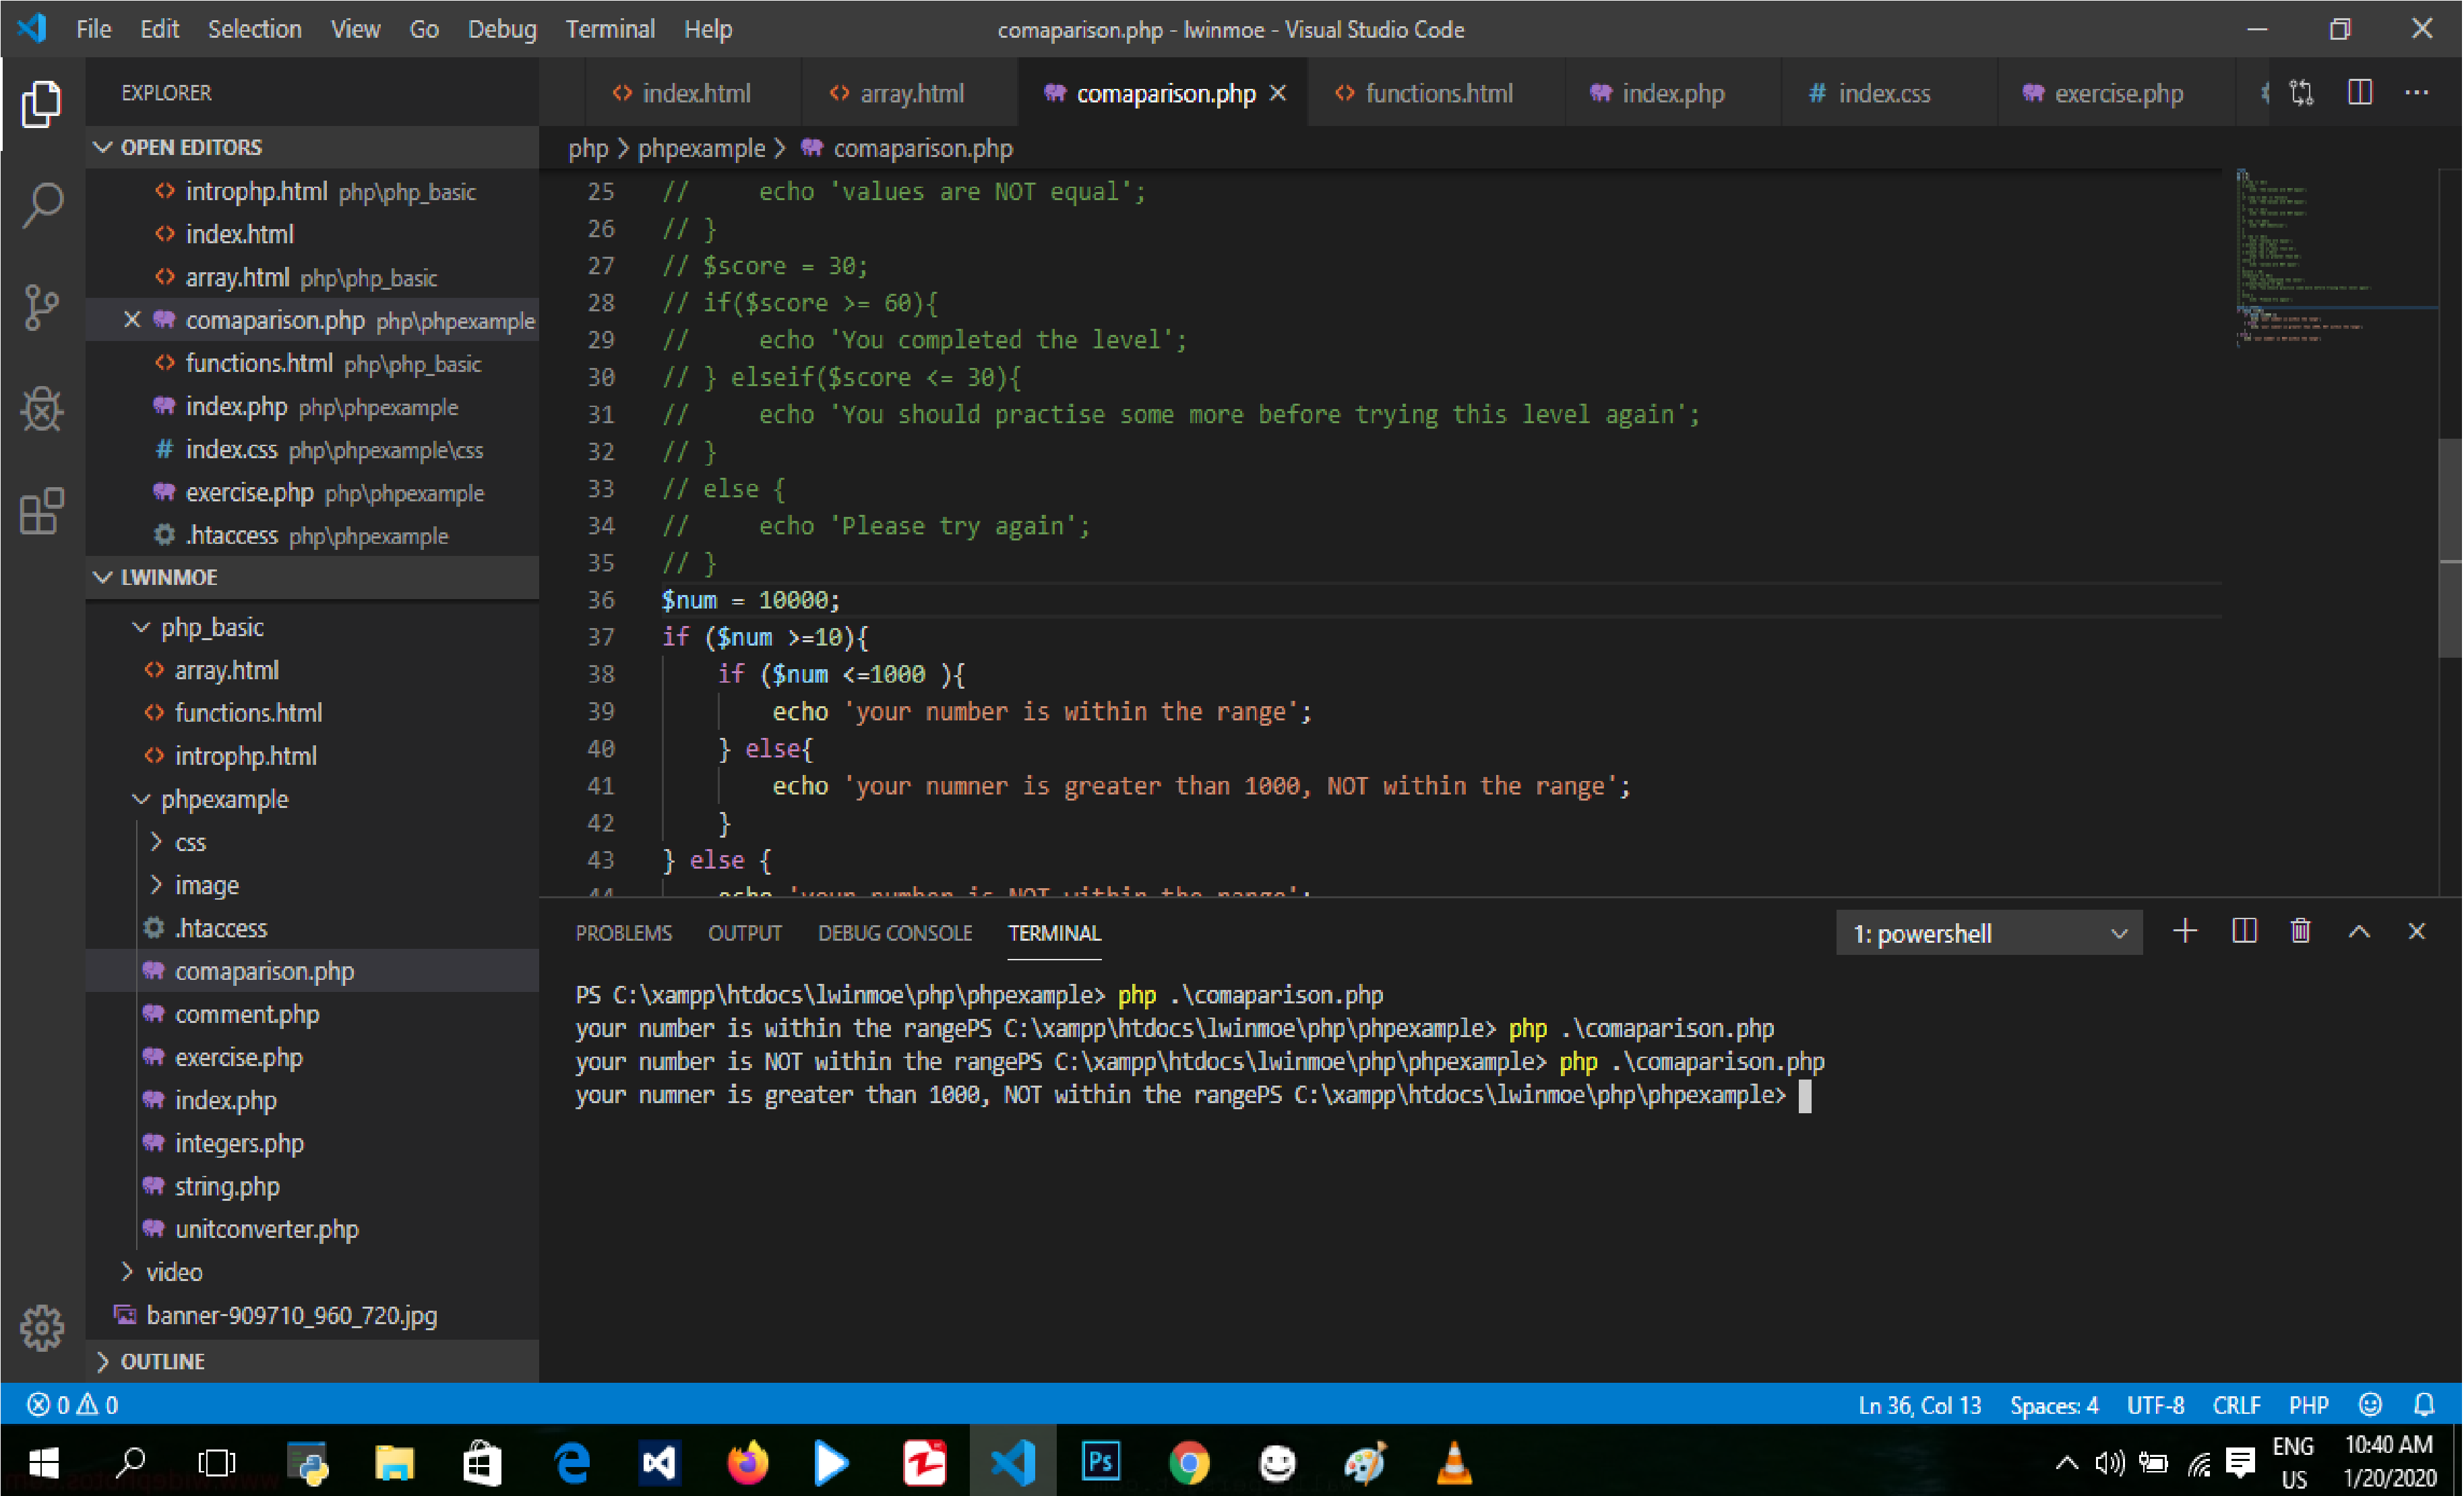 File Edit Selection View Go Debug Terminal Help
comaparison.php - lwinmoe - Visual Studio Code
EXPLORER
index.html
array.html
comaparison.php
functions.html
index.php
index.css
exercise.php
OPEN EDITORS
introphp.html php\php_basic
index.html
array.html php\php_basic
comaparison.php php\phpexample
functions.html php\php_basic
index.php php\phpexample
index.css php\phpexample\css
exercise.php php\phpexample
.htaccess php\phpexample
LWINMOE
php_basic
array.html
functions.html
introphp.html
phpexample
css
image
.htaccess
comaparison.php
comment.php
exercise.php
index.php
integers.php
string.php
unitconverter.php
video
banner-909710_960_720.jpg
OUTLINE
php > phpexample > comaparison.php
25 //     echo 'values are NOT equal';
26 // }
27 // $score = 30;
28 // if($score >= 60){
29 //     echo 'You completed the level';
30 // } elseif($score <= 30){
31 //     echo 'You should practise some more before trying this level again';
32 // }
33 // else {
34 //     echo 'Please try again';
35 // }
36 $num = 10000;
37 if ($num >=10){
38     if ($num <=1000 ){
39         echo 'your number is within the range';
40     } else{
41         echo 'your numner is greater than 1000, NOT within the range';
42     }
43 } else {
44     echo 'your number is NOT within the range';
PROBLEMS OUTPUT DEBUG CONSOLE TERMINAL
1: powershell
PS C:\xampp\htdocs\lwinmoe\php\phpexample> php .\comaparison.php
your number is within the rangePS C:\xampp\htdocs\lwinmoe\php\phpexample> php .\comaparison.php
your number is NOT within the rangePS C:\xampp\htdocs\lwinmoe\php\phpexample> php .\comaparison.php
your numner is greater than 1000, NOT within the rangePS C:\xampp\htdocs\lwinmoe\php\phpexample>
0 0
Ln 36, Col 13 Spaces: 4 UTF-8 CRLF PHP
Ps
ENG
US
10:40 AM
1/20/2020